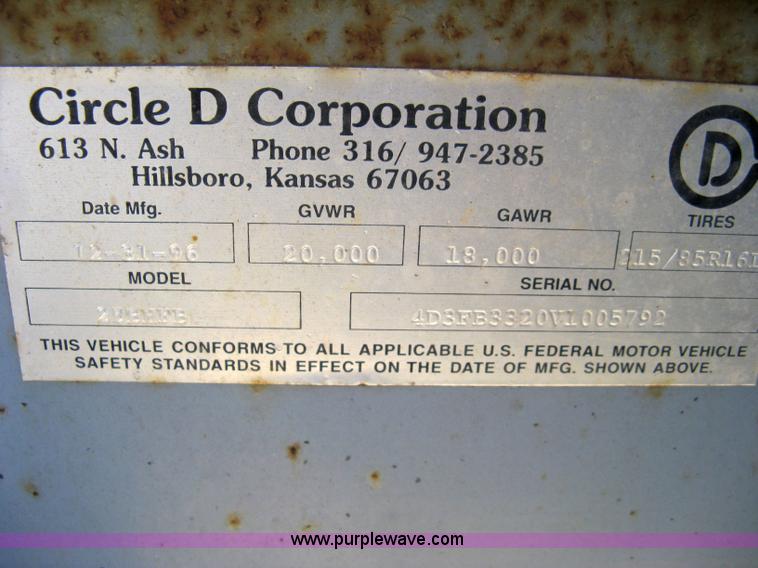 Circle D Corporation
613 N. Ash Phone 316/ 947-2385
Hillsboro, Kansas 67063
D
Date Mfg. GVWR GAWR TIRES
12-31-96 20,000 18,000
MODEL SERIAL NO.
4D3FB3320V1005792
THIS VEHICLE CONFORMS TO ALL APPLICABLE U.S. FEDERAL MOTOR VEHICLE
SAFETY STANDARDS IN EFFECT ON THE DATE OF MFG. SHOWN ABOVE.
www.purplewave.com